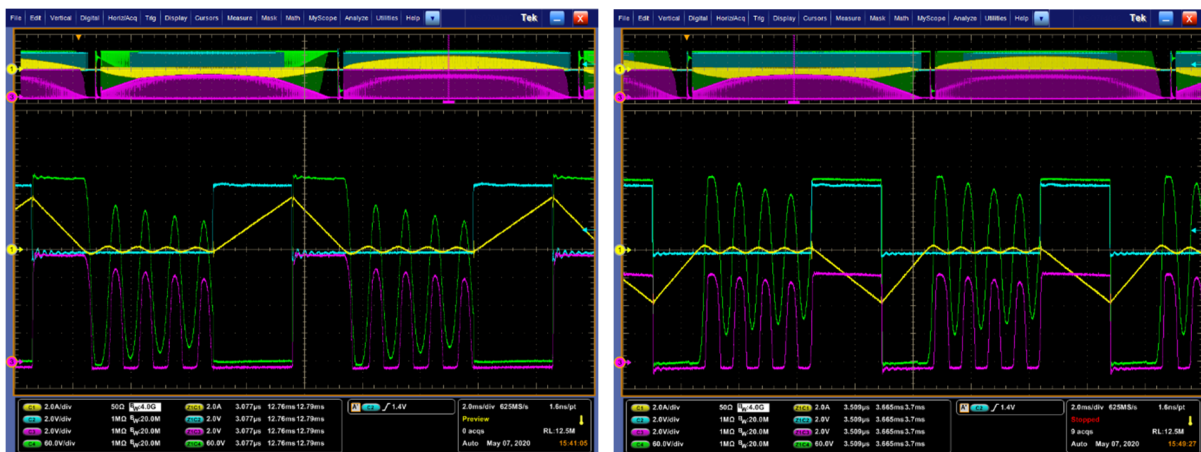 File Edit Vertical Digital Horiz/Acq Trig Display Cursors Measure Mask Math MyScope Analyze Utilities Help Tek X
C1 2.0A/div 50Ω BW:4.0G Z1C1 2.0A 3.077µs 12.76ms 12.79ms A' C2 1.4V 2.0ms/div 625MS/s 1.6ns/pt
C2 2.0V/div 1MΩ BW:20.0M Z1C2 2.0V 3.077µs 12.76ms 12.79ms Preview
2.0V/div 1MΩ BW:20.0M 2.0V 3.077µs 12.76ms 12.79ms 0 acqs RL:12.5M
C4 60.0V/div 1MΩ BW:20.0M Z1C4 60.0V 3.077µs 12.76ms 12.79ms Auto May 07, 2020 15:41:05
File Edit Vertical Digital Horiz/Acq Trig Display Cursors Measure Mask Math MyScope Analyze Utilities Help Tek X
C1 2.0A/div 50Ω BW:4.0G Z1C1 2.0A 3.509µs 3.665ms 3.7ms A' C2 1.4V 2.0ms/div 625MS/s 1.6ns/pt
C2 2.0V/div 1MΩ BW:20.0M Z1C2 2.0V 3.509µs 3.665ms 3.7ms Stopped
2.0V/div 1MΩ BW:20.0M 2.0V 3.509µs 3.665ms 3.7ms 9 acqs RL:12.5M
C4 60.0V/div 1MΩ BW:20.0M Z1C4 60.0V 3.509µs 3.665ms 3.7ms Auto May 07, 2020 15:49:27